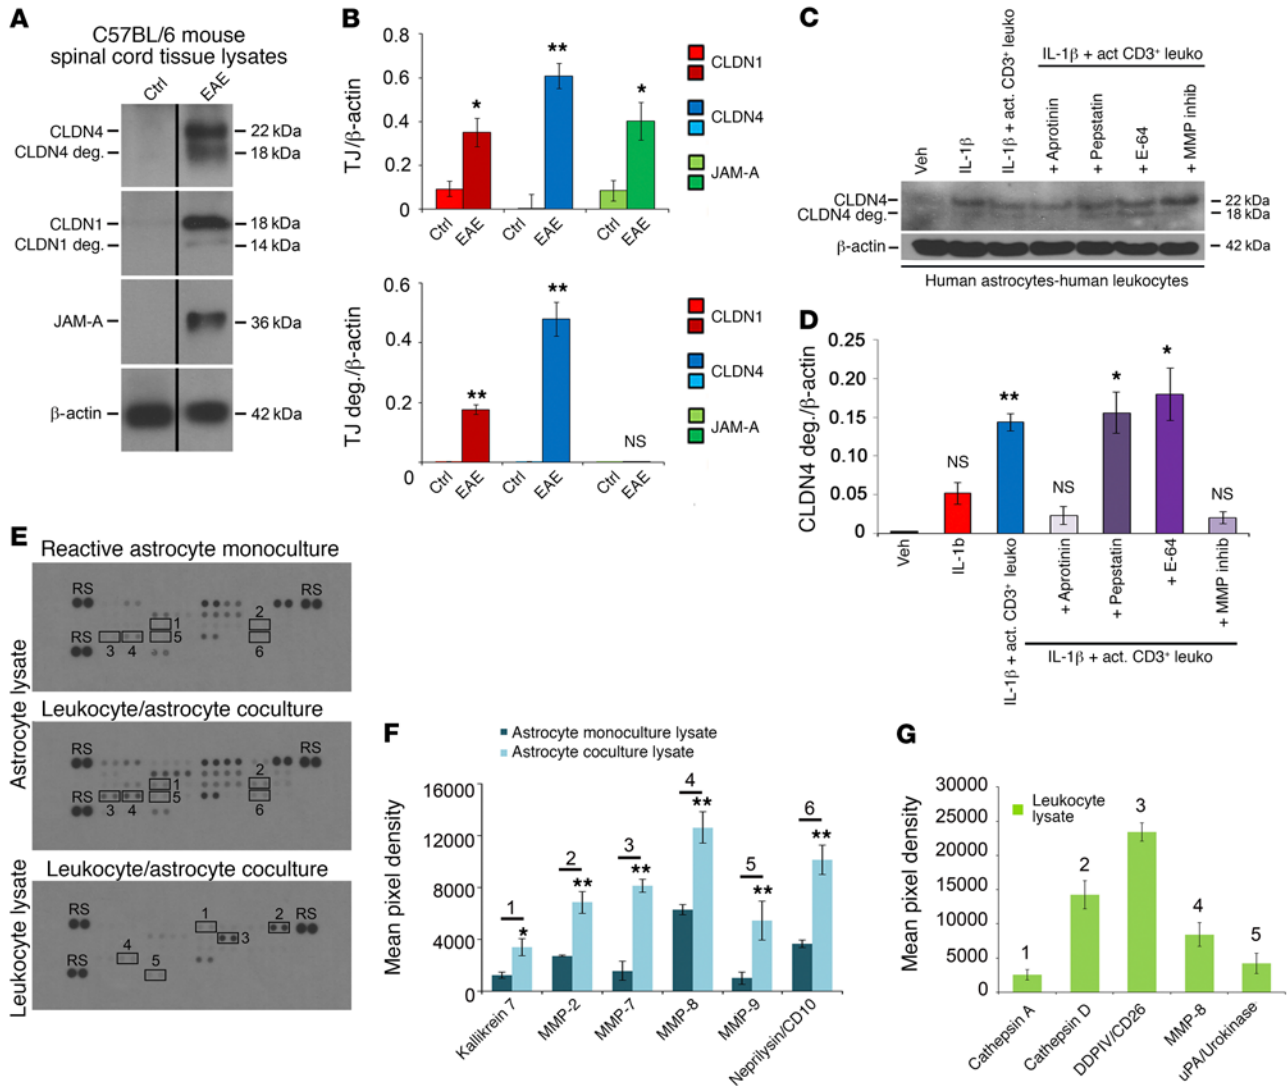 A
C57BL/6 mouse
spinal cord tissue lysates
Ctrl
EAE
CLDN4
22 kDa
CLDN4 deg.
18 kDa
CLDN1
18 kDa
CLDN1 deg.
14 kDa
JAM-A
36 kDa
β-actin
42 kDa
B
TJ/β-actin
0.8
0.6
0.4
0.2
0
*
**
*
Ctrl
EAE
Ctrl
EAE
Ctrl
EAE
CLDN1
CLDN4
JAM-A
TJ deg./β-actin
0.6
0.4
0.2
0
**
**
NS
Ctrl
EAE
Ctrl
EAE
Ctrl
EAE
CLDN1
CLDN4
JAM-A
C
IL-1β + act CD3+ leuko
Veh
IL-1β
IL-1β + act. CD3+ leuko
+ Aprotinin
+ Pepstatin
+ E-64
+ MMP inhib
CLDN4
22 kDa
CLDN4 deg.
18 kDa
β-actin
42 kDa
Human astrocytes-human leukocytes
D
CLDN4 deg./β-actin
0.25
0.20
0.15
0.10
0.05
0
NS
**
NS
*
*
NS
Veh
IL-1b
IL-1β + act. CD3+ leuko
+ Aprotinin
+ Pepstatin
+ E-64
+ MMP inhib
IL-1β + act. CD3+ leuko
E
Reactive astrocyte monoculture
RS
RS
1
2
RS
5
3
4
6
Astrocyte lysate
Leukocyte/astrocyte coculture
RS
RS
2
1
RS
5
3
4
6
Leukocyte/astrocyte coculture
Leukocyte lysate
RS
1
2
RS
3
4
RS
5
F
Astrocyte monoculture lysate
Astrocyte coculture lysate
Mean pixel density
16000
12000
8000
4000
0
1
*
2
**
3
**
4
**
5
**
6
**
Kallikrein 7
MMP-2
MMP-7
MMP-8
MMP-9
Neprilysin/CD10
G
Leukocyte
lysate
Mean pixel density
30000
25000
20000
15000
10000
5000
0
1
2
3
4
5
Cathepsin A
Cathepsin D
DDPIV/CD26
MMP-8
uPA/Urokinase